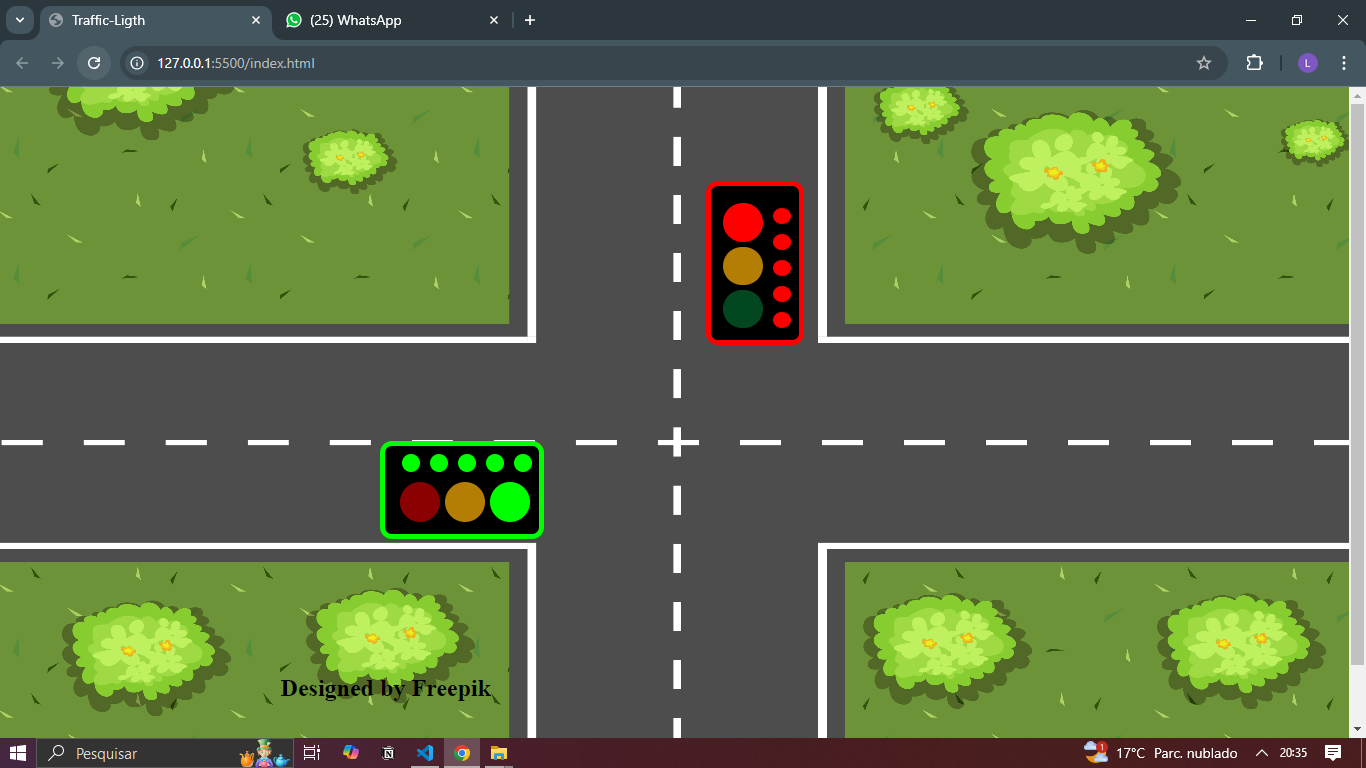 Traffic-Ligth
(25) WhatsApp
127.0.0.1:5500/index.html
L
Designed by Freepik
Pesquisar
1
17°C Parc. nublado
20:35